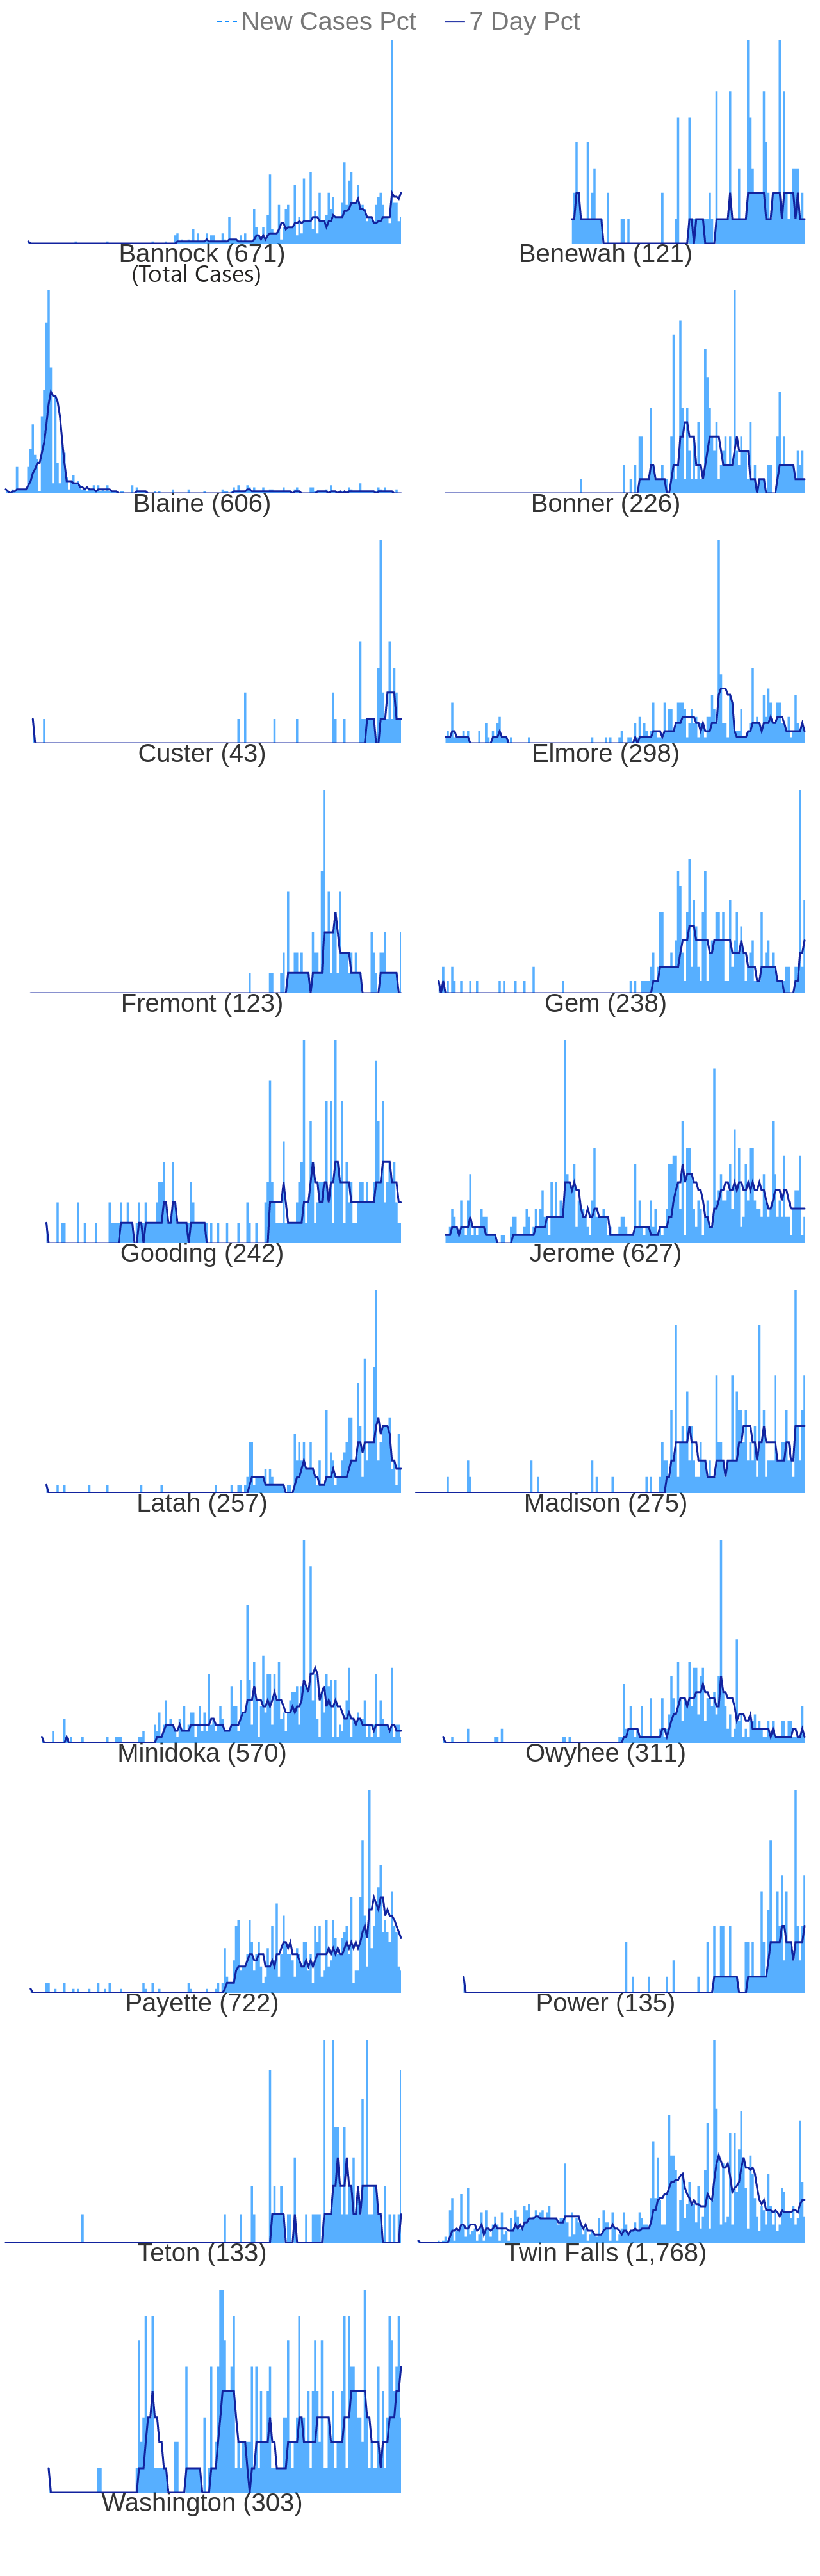 New Cases Pct 7 Day Pct
Bannock (671) Benewah (121)
(Total Cases)
Blaine (606) Bonner (226)
Custer (43) Elmore (298)
Fremont (123) Gem (238)
Gooding (242) Jerome (627)
Latah (257) Madison (275)
Minidoka (570) Owyhee (311)
Payette (722) Power (135)
Teton (133) Twin Falls (1,768)
Washington (303)